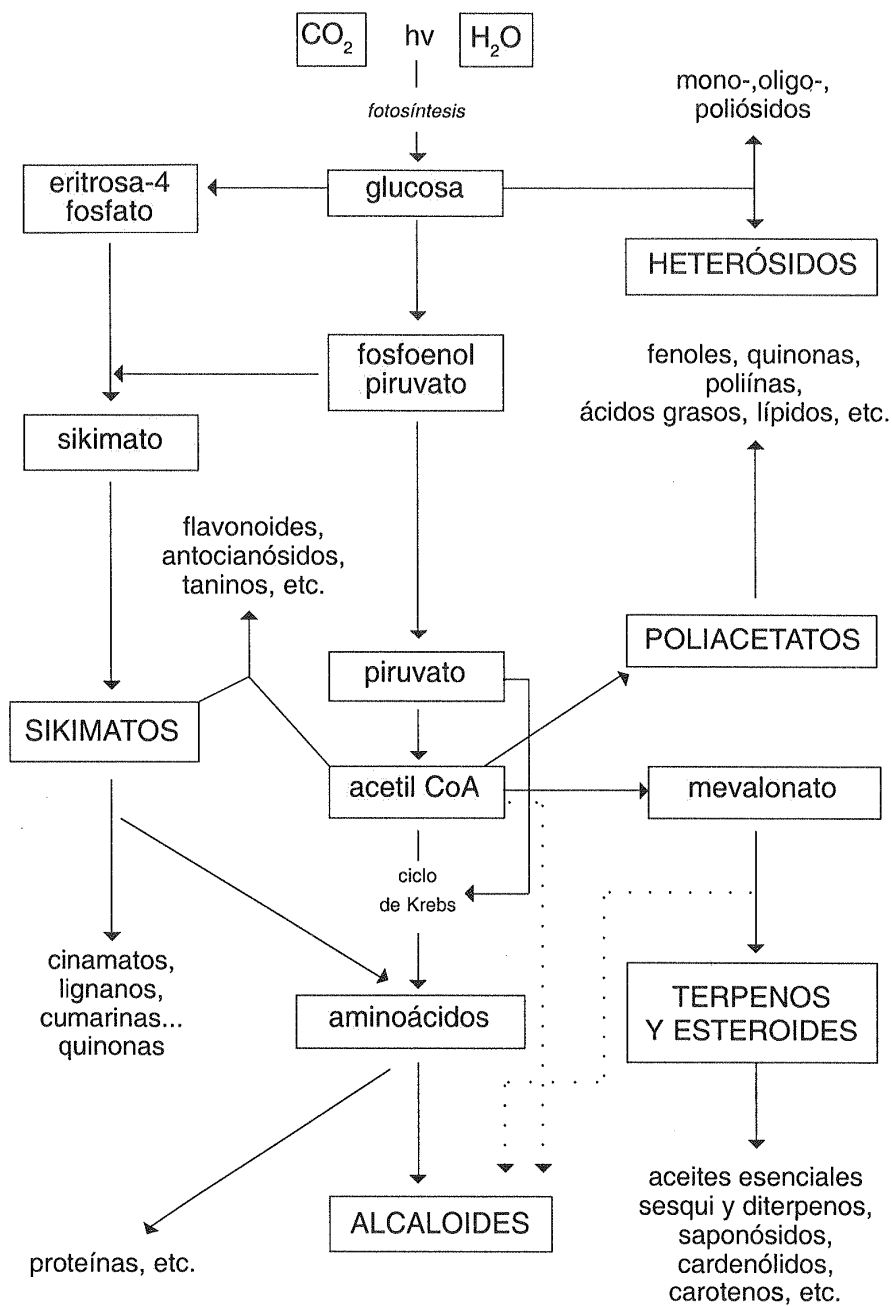 CO2 hv H2O
fotosíntesis
mono-,oligo-,
poliósidos
eritrosa-4
fosfato
glucosa
HETERÓSIDOS
fosfoenol
piruvato
fenoles, quinonas,
poliínas,
ácidos grasos, lípidos, etc.
sikimato
flavonoides,
antocianósidos,
taninos, etc.
POLIACETATOS
piruvato
SIKIMATOS
acetil CoA
mevalonato
ciclo
de Krebs
cinamatos,
lignanos,
cumarinas...
quinonas
aminoácidos
TERPENOS
Y ESTEROIDES
ALCALOIDES
aceites esenciales
sesqui y diterpenos,
saponósidos,
cardenólidos,
carotenos, etc.
proteínas, etc.